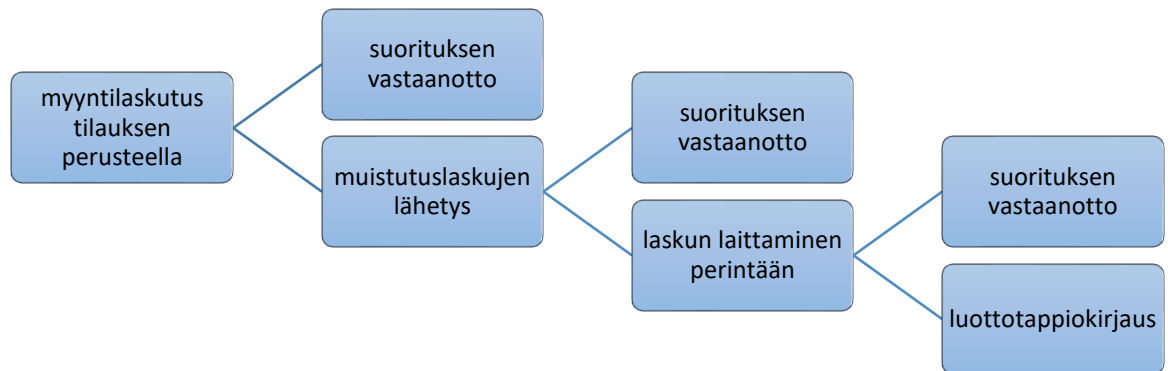 myyntilaskutus
tilauksen
perusteella
suorituksen
vastaanotto
muistutuslaskujen
lähetys
suorituksen
vastaanotto
laskun laittaminen
perintään
suorituksen
vastaanotto
luottotappiokirjaus